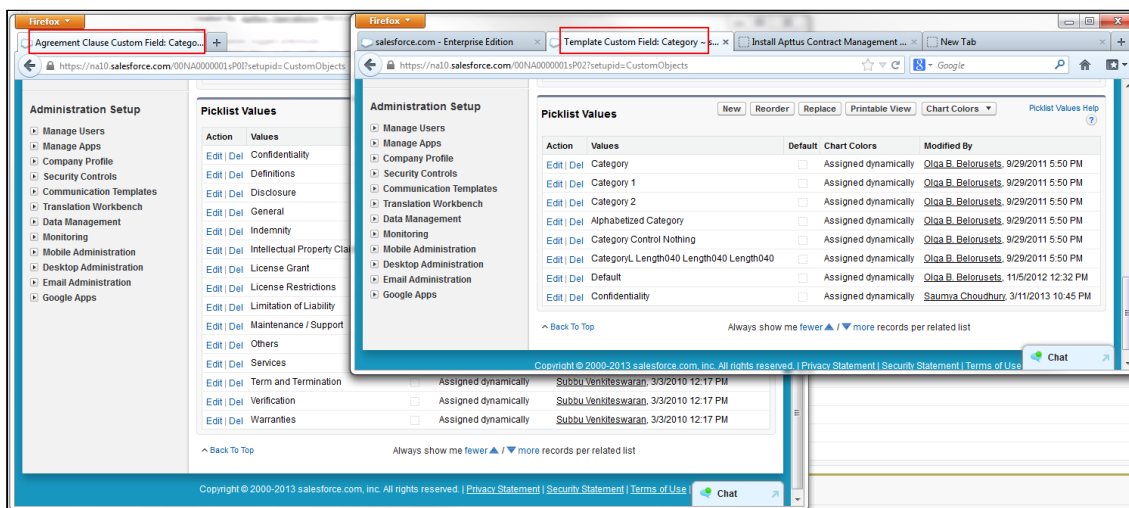 Firefox
Agreement Clause Custom Field: Catego...
https://na10.salesforce.com/00NA0000001sP0I?setupid=CustomObjects
Administration Setup
Manage Users
Manage Apps
Company Profile
Security Controls
Communication Templates
Translation Workbench
Data Management
Monitoring
Mobile Administration
Desktop Administration
Email Administration
Google Apps
Picklist Values
Action Values
Edit | Del Confidentiality
Edit | Del Definitions
Edit | Del Disclosure
Edit | Del General
Edit | Del Indemnity
Edit | Del Intellectual Property Clai
Edit | Del License Grant
Edit | Del License Restrictions
Edit | Del Limitation of Liability
Edit | Del Maintenance / Support
Edit | Del Others
Edit | Del Services
Edit | Del Term and Termination Assigned dynamically Subbu Venkiteswaran, 3/3/2010 12:17 PM
Edit | Del Verification Assigned dynamically Subbu Venkiteswaran, 3/3/2010 12:17 PM
Edit | Del Warranties Assigned dynamically Subbu Venkiteswaran, 3/3/2010 12:17 PM
Back To Top Always show me fewer / more records per related list
Copyright © 2000-2013 salesforce.com, inc. All rights reserved. | Privacy Statement | Security Statement | Terms of Use |
Chat
Firefox
salesforce.com - Enterprise Edition
Template Custom Field: Category ~ s...
Install Apttus Contract Management ...
New Tab
https://na10.salesforce.com/00NA0000001sP02?setupid=CustomObjects
Google
Administration Setup
Manage Users
Manage Apps
Company Profile
Security Controls
Communication Templates
Translation Workbench
Data Management
Monitoring
Mobile Administration
Desktop Administration
Email Administration
Google Apps
Picklist Values New Reorder Replace Printable View Chart Colors Picklist Values Help ?
Action Values Default Chart Colors Modified By
Edit | Del Category Assigned dynamically Olga B. Belorusets, 9/29/2011 5:50 PM
Edit | Del Category 1 Assigned dynamically Olga B. Belorusets, 9/29/2011 5:50 PM
Edit | Del Category 2 Assigned dynamically Olga B. Belorusets, 9/29/2011 5:50 PM
Edit | Del Alphabetized Category Assigned dynamically Olga B. Belorusets, 9/29/2011 5:50 PM
Edit | Del Category Control Nothing Assigned dynamically Olga B. Belorusets, 9/29/2011 5:50 PM
Edit | Del CategoryL Length040 Length040 Length040 Assigned dynamically Olga B. Belorusets, 9/29/2011 5:50 PM
Edit | Del Default Assigned dynamically Olga B. Belorusets, 11/5/2012 12:32 PM
Edit | Del Confidentiality Assigned dynamically Saumya Choudhury, 3/11/2013 10:45 PM
Back To Top Always show me fewer / more records per related list
Copyright © 2000-2013 salesforce.com, inc. All rights reserved. | Privacy Statement | Security Statement | Terms of Use
Chat